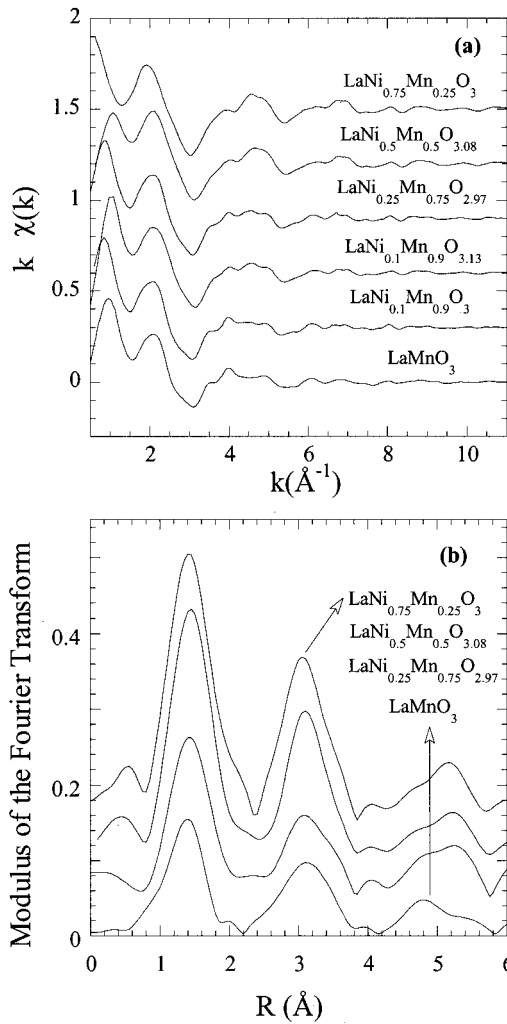 (a)
2
1.5
1
0.5
0
k χ(k)
LaNi0.75Mn0.25O3
LaNi0.5Mn0.5O3.08
LaNi0.25Mn0.75O2.97
LaNi0.1Mn0.9O3.13
LaNi0.1Mn0.9O3
LaMnO3
2 4 6 8 10
k(Å-1)
(b)
0.4
0.2
0
Modulus of the Fourier Transform
LaNi0.75Mn0.25O3
LaNi0.5Mn0.5O3.08
LaNi0.25Mn0.75O2.97
LaMnO3
0 1 2 3 4 5 6
R (Å)